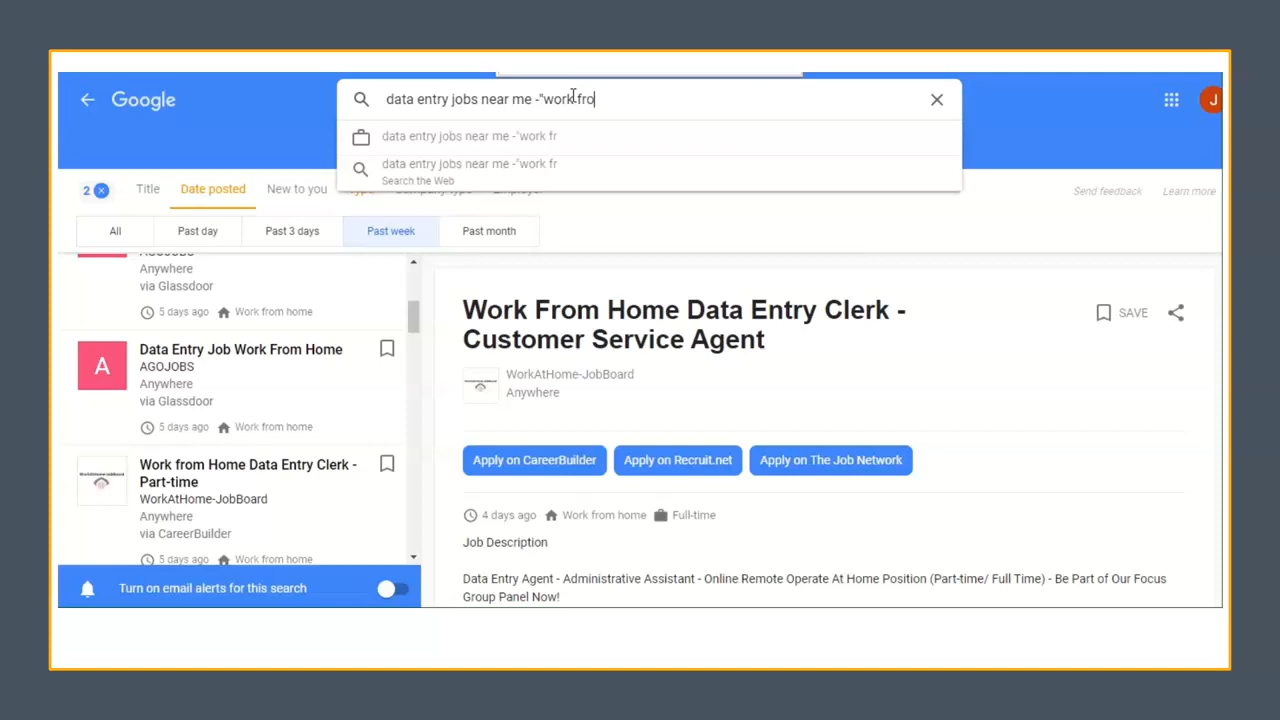 Google
data entry jobs near me -"work fro
data entry jobs near me -"work fr
data entry jobs near me -"work fr
Search the Web
2
Title
Date posted
New to you
Send feedback
Learn more
J
All
Past day
Past 3 days
Past week
Past month
AGOJOBS
Anywhere
via Glassdoor
5 days ago
Work from home
A
Data Entry Job Work From Home
AGOJOBS
Anywhere
via Glassdoor
5 days ago
Work from home
Work from Home Data Entry Clerk -
Part-time
WorkAtHome-JobBoard
Anywhere
via CareerBuilder
5 days ago
Work from home
Turn on email alerts for this search
Work From Home Data Entry Clerk -
Customer Service Agent
SAVE
WorkAtHome-JobBoard
Anywhere
Apply on CareerBuilder
Apply on Recruit.net
Apply on The Job Network
4 days ago
Work from home
Full-time
Job Description
Data Entry Agent - Administrative Assistant - Online Remote Operate At Home Position (Part-time/ Full Time) - Be Part of Our Focus
Group Panel Now!